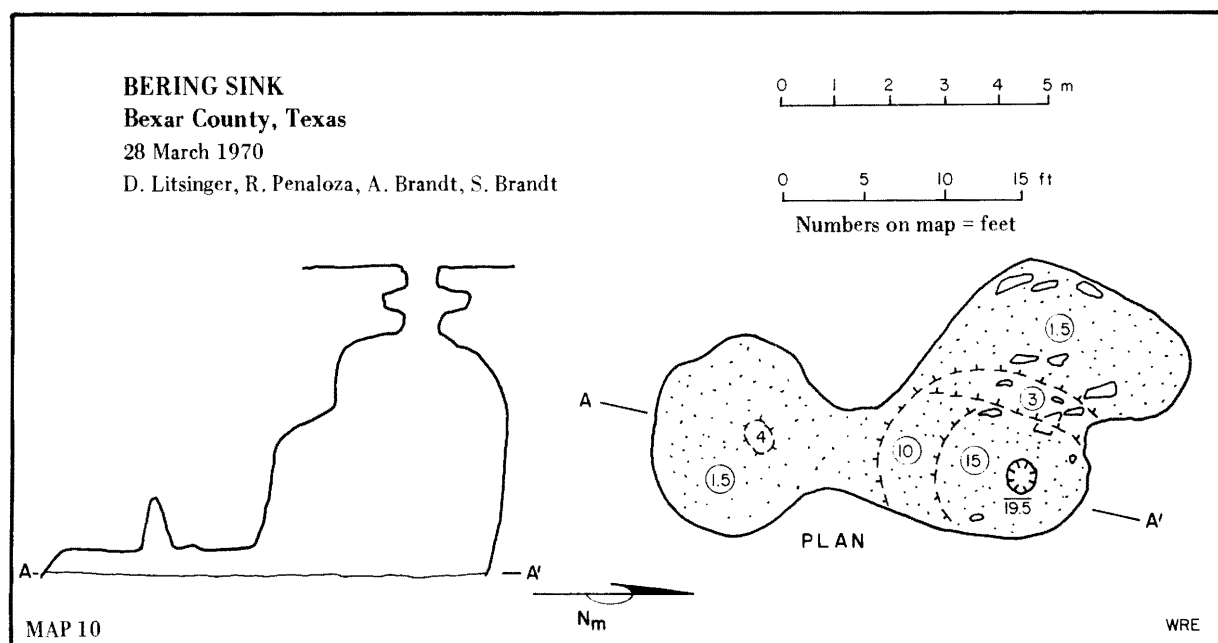 BERING SINK
Bexar County, Texas
28 March 1970
D. Litsinger, R. Penaloza, A. Brandt, S. Brandt
0 1 2 3 4 5 m
0 5 10 15 ft
Numbers on map = feet
1.5
A
3
4
10
15
1.5
19.5
A'
PLAN
A
A'
Nm
MAP 10
WRE